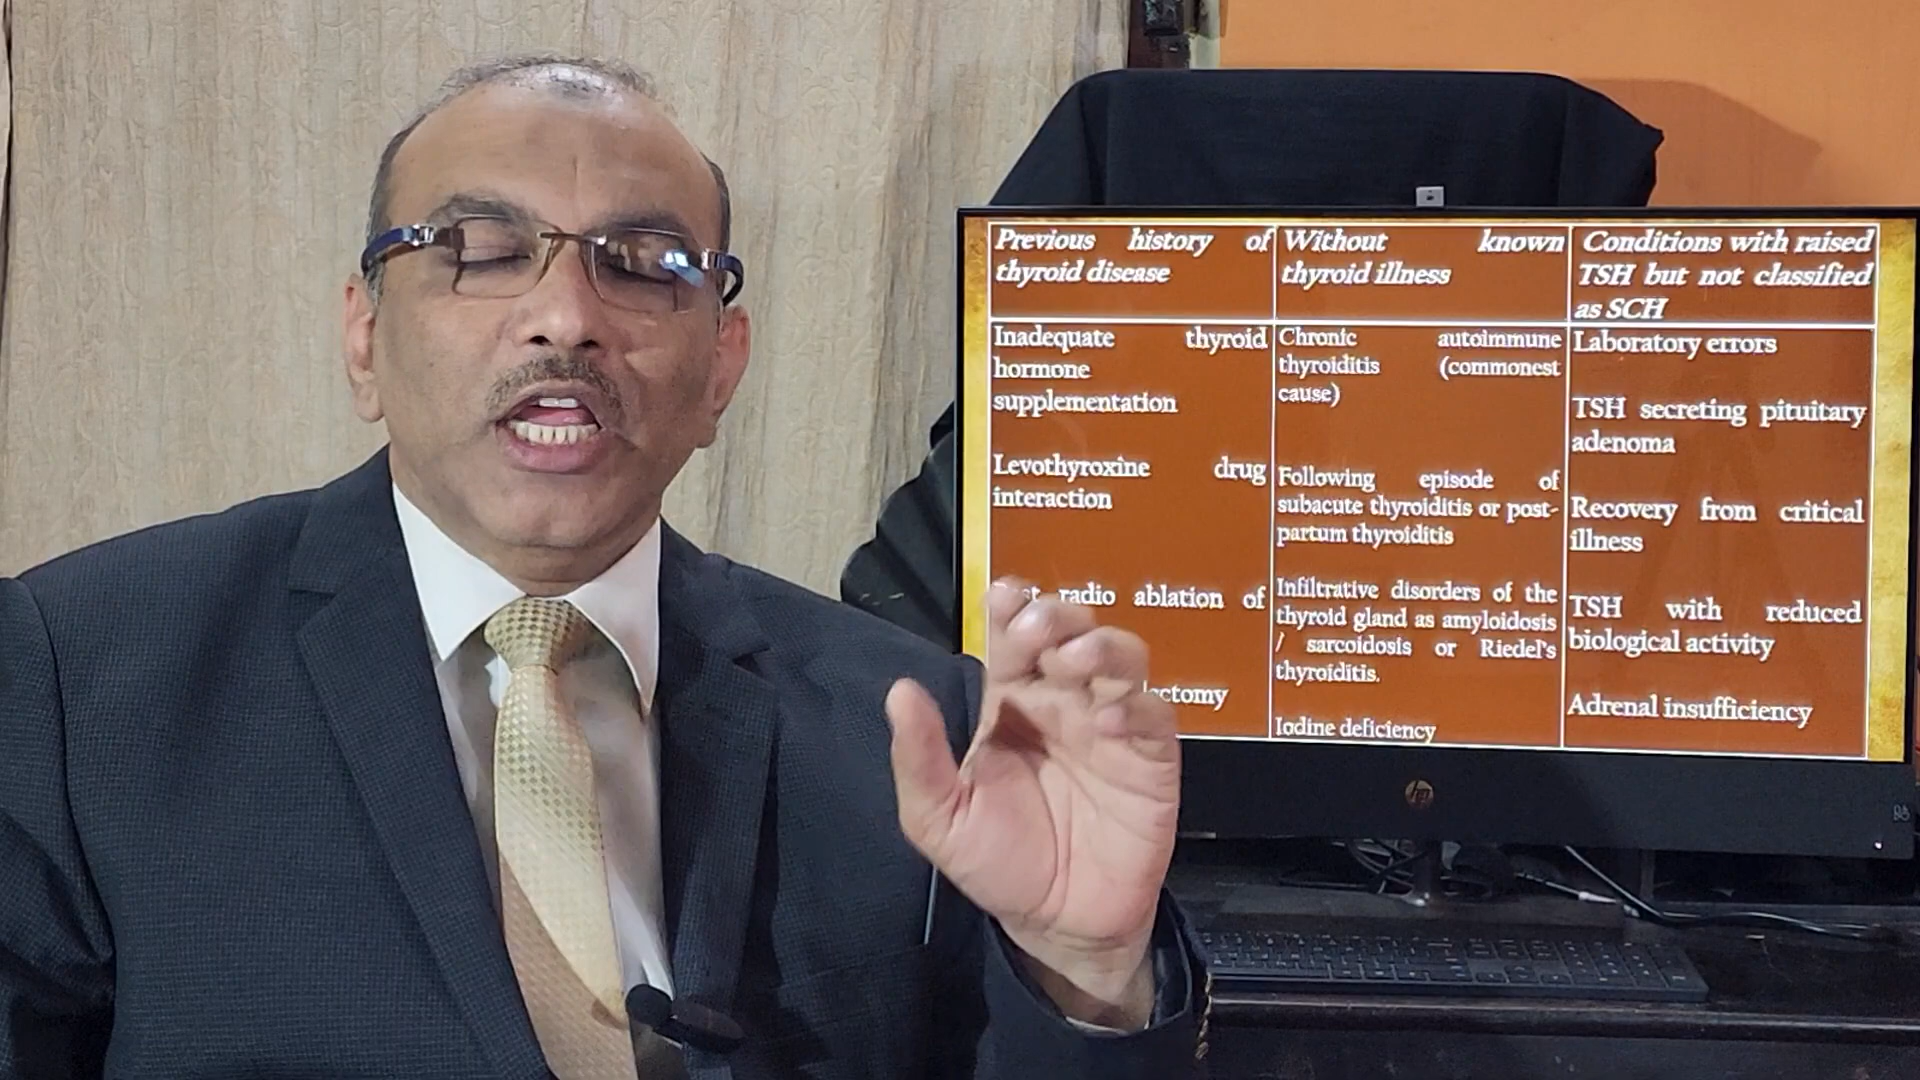 Previous history of
thyroid disease
Without known
thyroid illness
Conditions with raised
TSH but not classified
as SCH
Inadequate thyroid
hormone
supplementation
Levothyroxine drug
interaction
radio ablation of
Chronic autoimmune
thyroiditis (commonest
cause)
Following episode of
subacute thyroiditis or post-
partum thyroiditis
Infiltrative disorders of the
thyroid gland as amyloidosis
/ sarcoidosis or Riedel's
thyroiditis.
Iodine deficiency
Laboratory errors
TSH secreting pituitary
adenoma
Recovery from critical
illness
TSH with reduced
biological activity
Adrenal insufficiency
hp